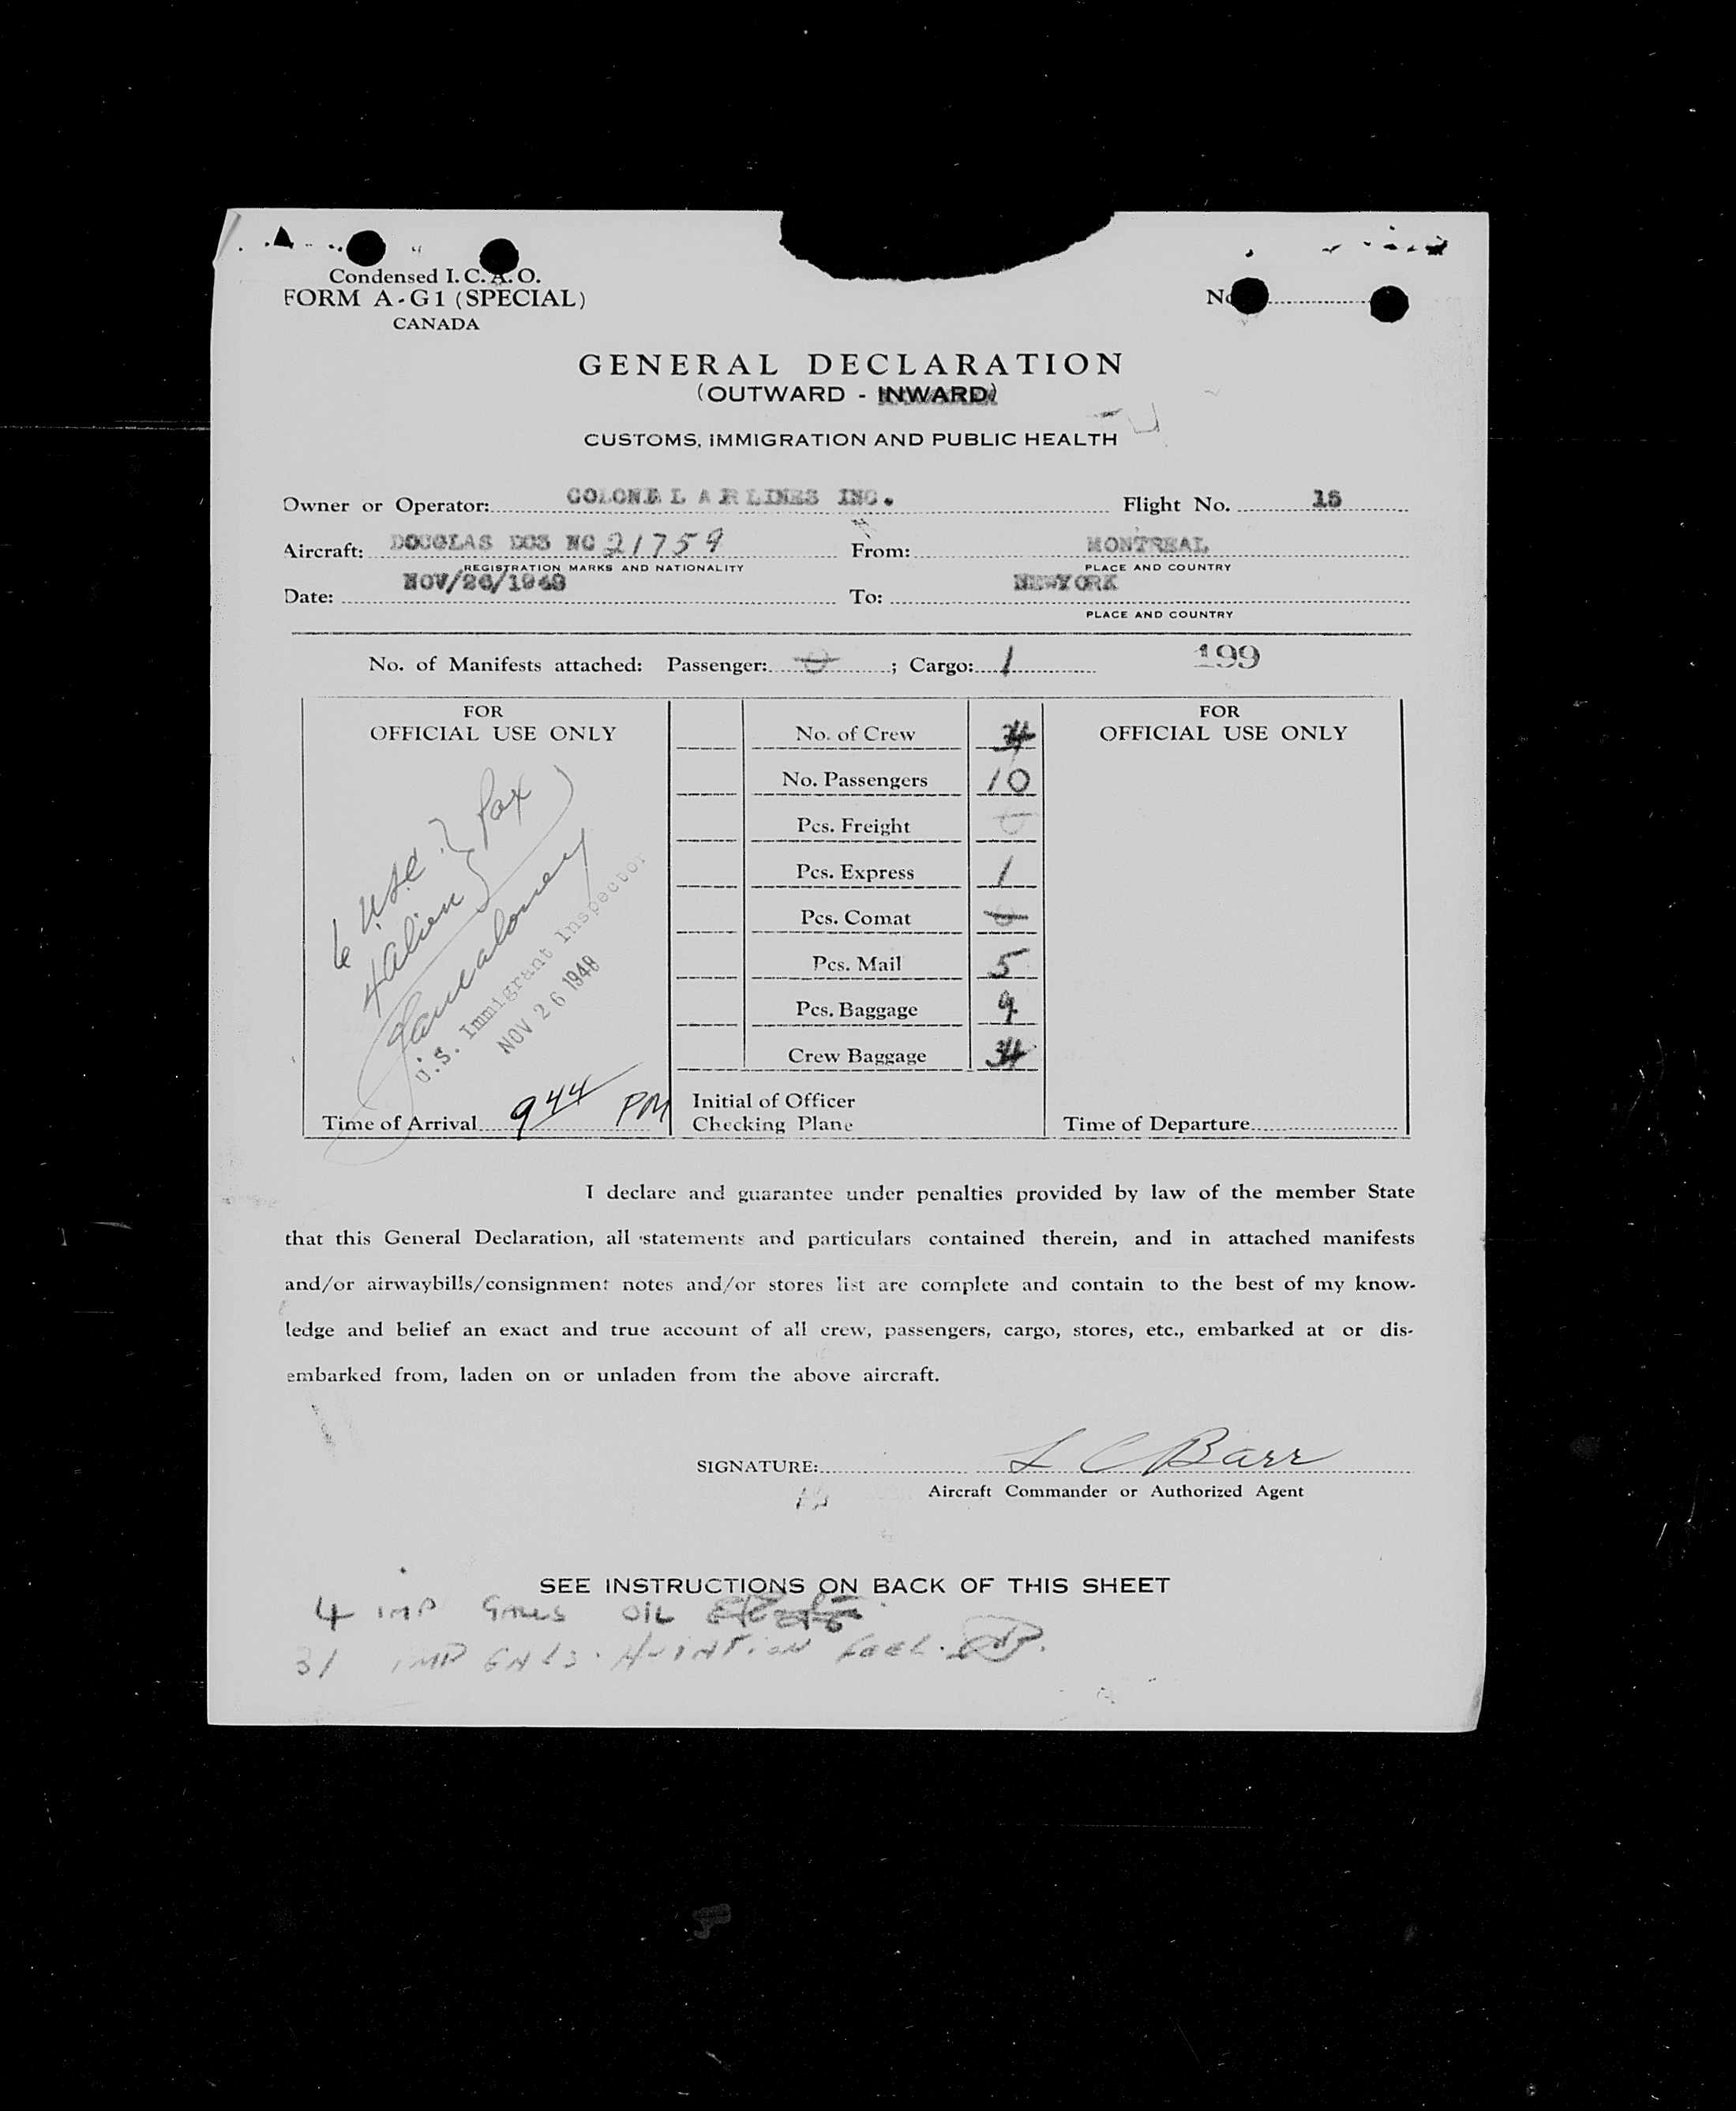 Condensed I.C.A.O.
FORM A-G1 (SPECIAL)
CANADA
No.
GENERAL DECLARATION
(OUTWARD - INWARD)
CUSTOMS, IMMIGRATION AND PUBLIC HEALTH
Owner or Operator: COLONEL A R LINES INC. Flight No. 15
Aircraft: DOUGLAS DC3 NC 21759 From: MONTREAL
REGISTRATION MARKS AND NATIONALITY PLACE AND COUNTRY
Date: NOV/26/1948 To: NEWYORK
PLACE AND COUNTRY
No. of Manifests attached: Passenger: 0 ; Cargo: 1 199
FOR
OFFICIAL USE ONLY
6 U.S.C. } Pax
4 Alien
U.S. Immigrant Inspector
NOV 26 1948
Time of Arrival 9 44 PM
No. of Crew 4
No. Passengers 10
Pcs. Freight 0
Pcs. Express 1
Pcs. Comat 0
Pcs. Mail 5
Pcs. Baggage 9
Crew Baggage 4
Initial of Officer
Checking Plane
FOR
OFFICIAL USE ONLY
Time of Departure
I declare and guarantee under penalties provided by law of the member State
that this General Declaration, all statements and particulars contained therein, and in attached manifests
and/or airwaybills/consignment notes and/or stores list are complete and contain to the best of my know-
ledge and belief an exact and true account of all crew, passengers, cargo, stores, etc., embarked at or dis-
embarked from, laden on or unladen from the above aircraft.
SIGNATURE: L C Barr
Aircraft Commander or Authorized Agent
SEE INSTRUCTIONS ON BACK OF THIS SHEET
4 IMP GALLS OIL
31 IMP GALS. AVIATION FUEL.